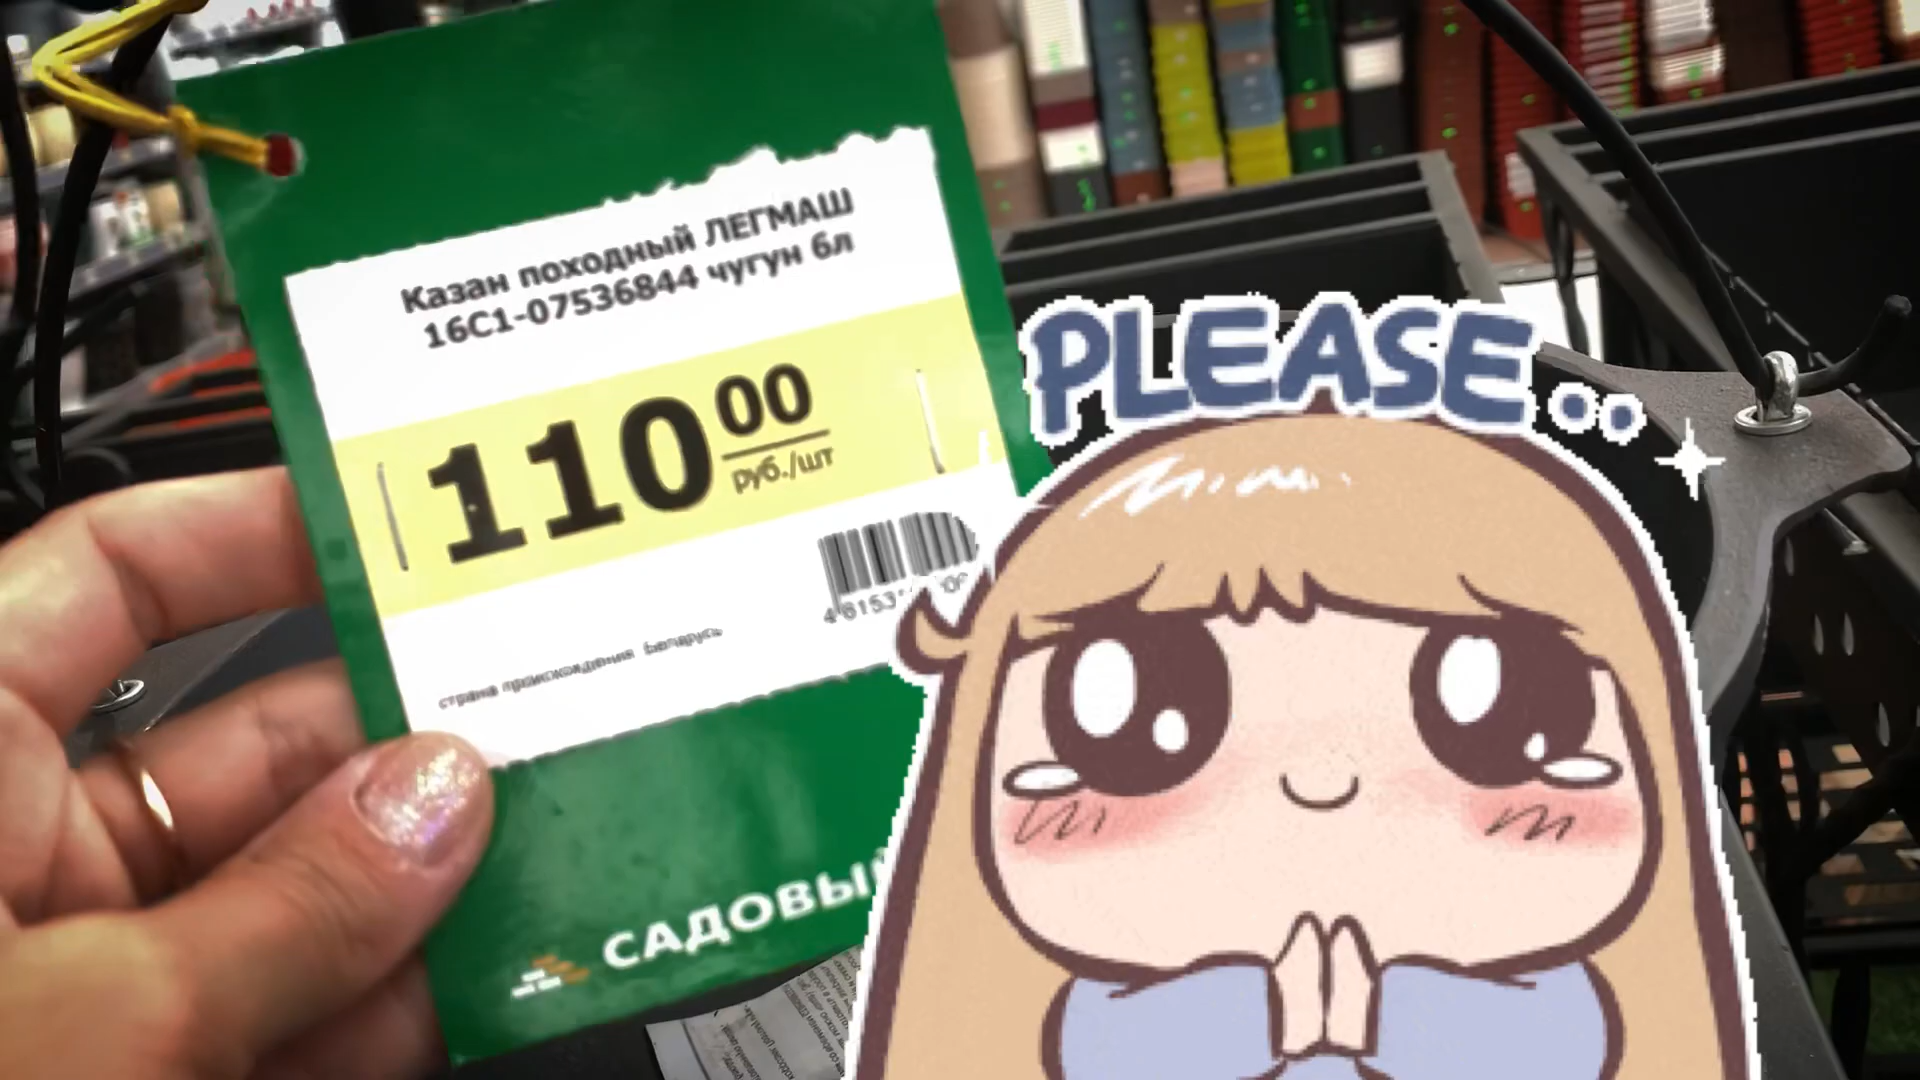 Казан походный ЛЕГМАШ
16С1-07536844 чугун 6л
110 00
руб./шт
страна происхождения Беларусь
САДОВЫЙ
PLEASE..